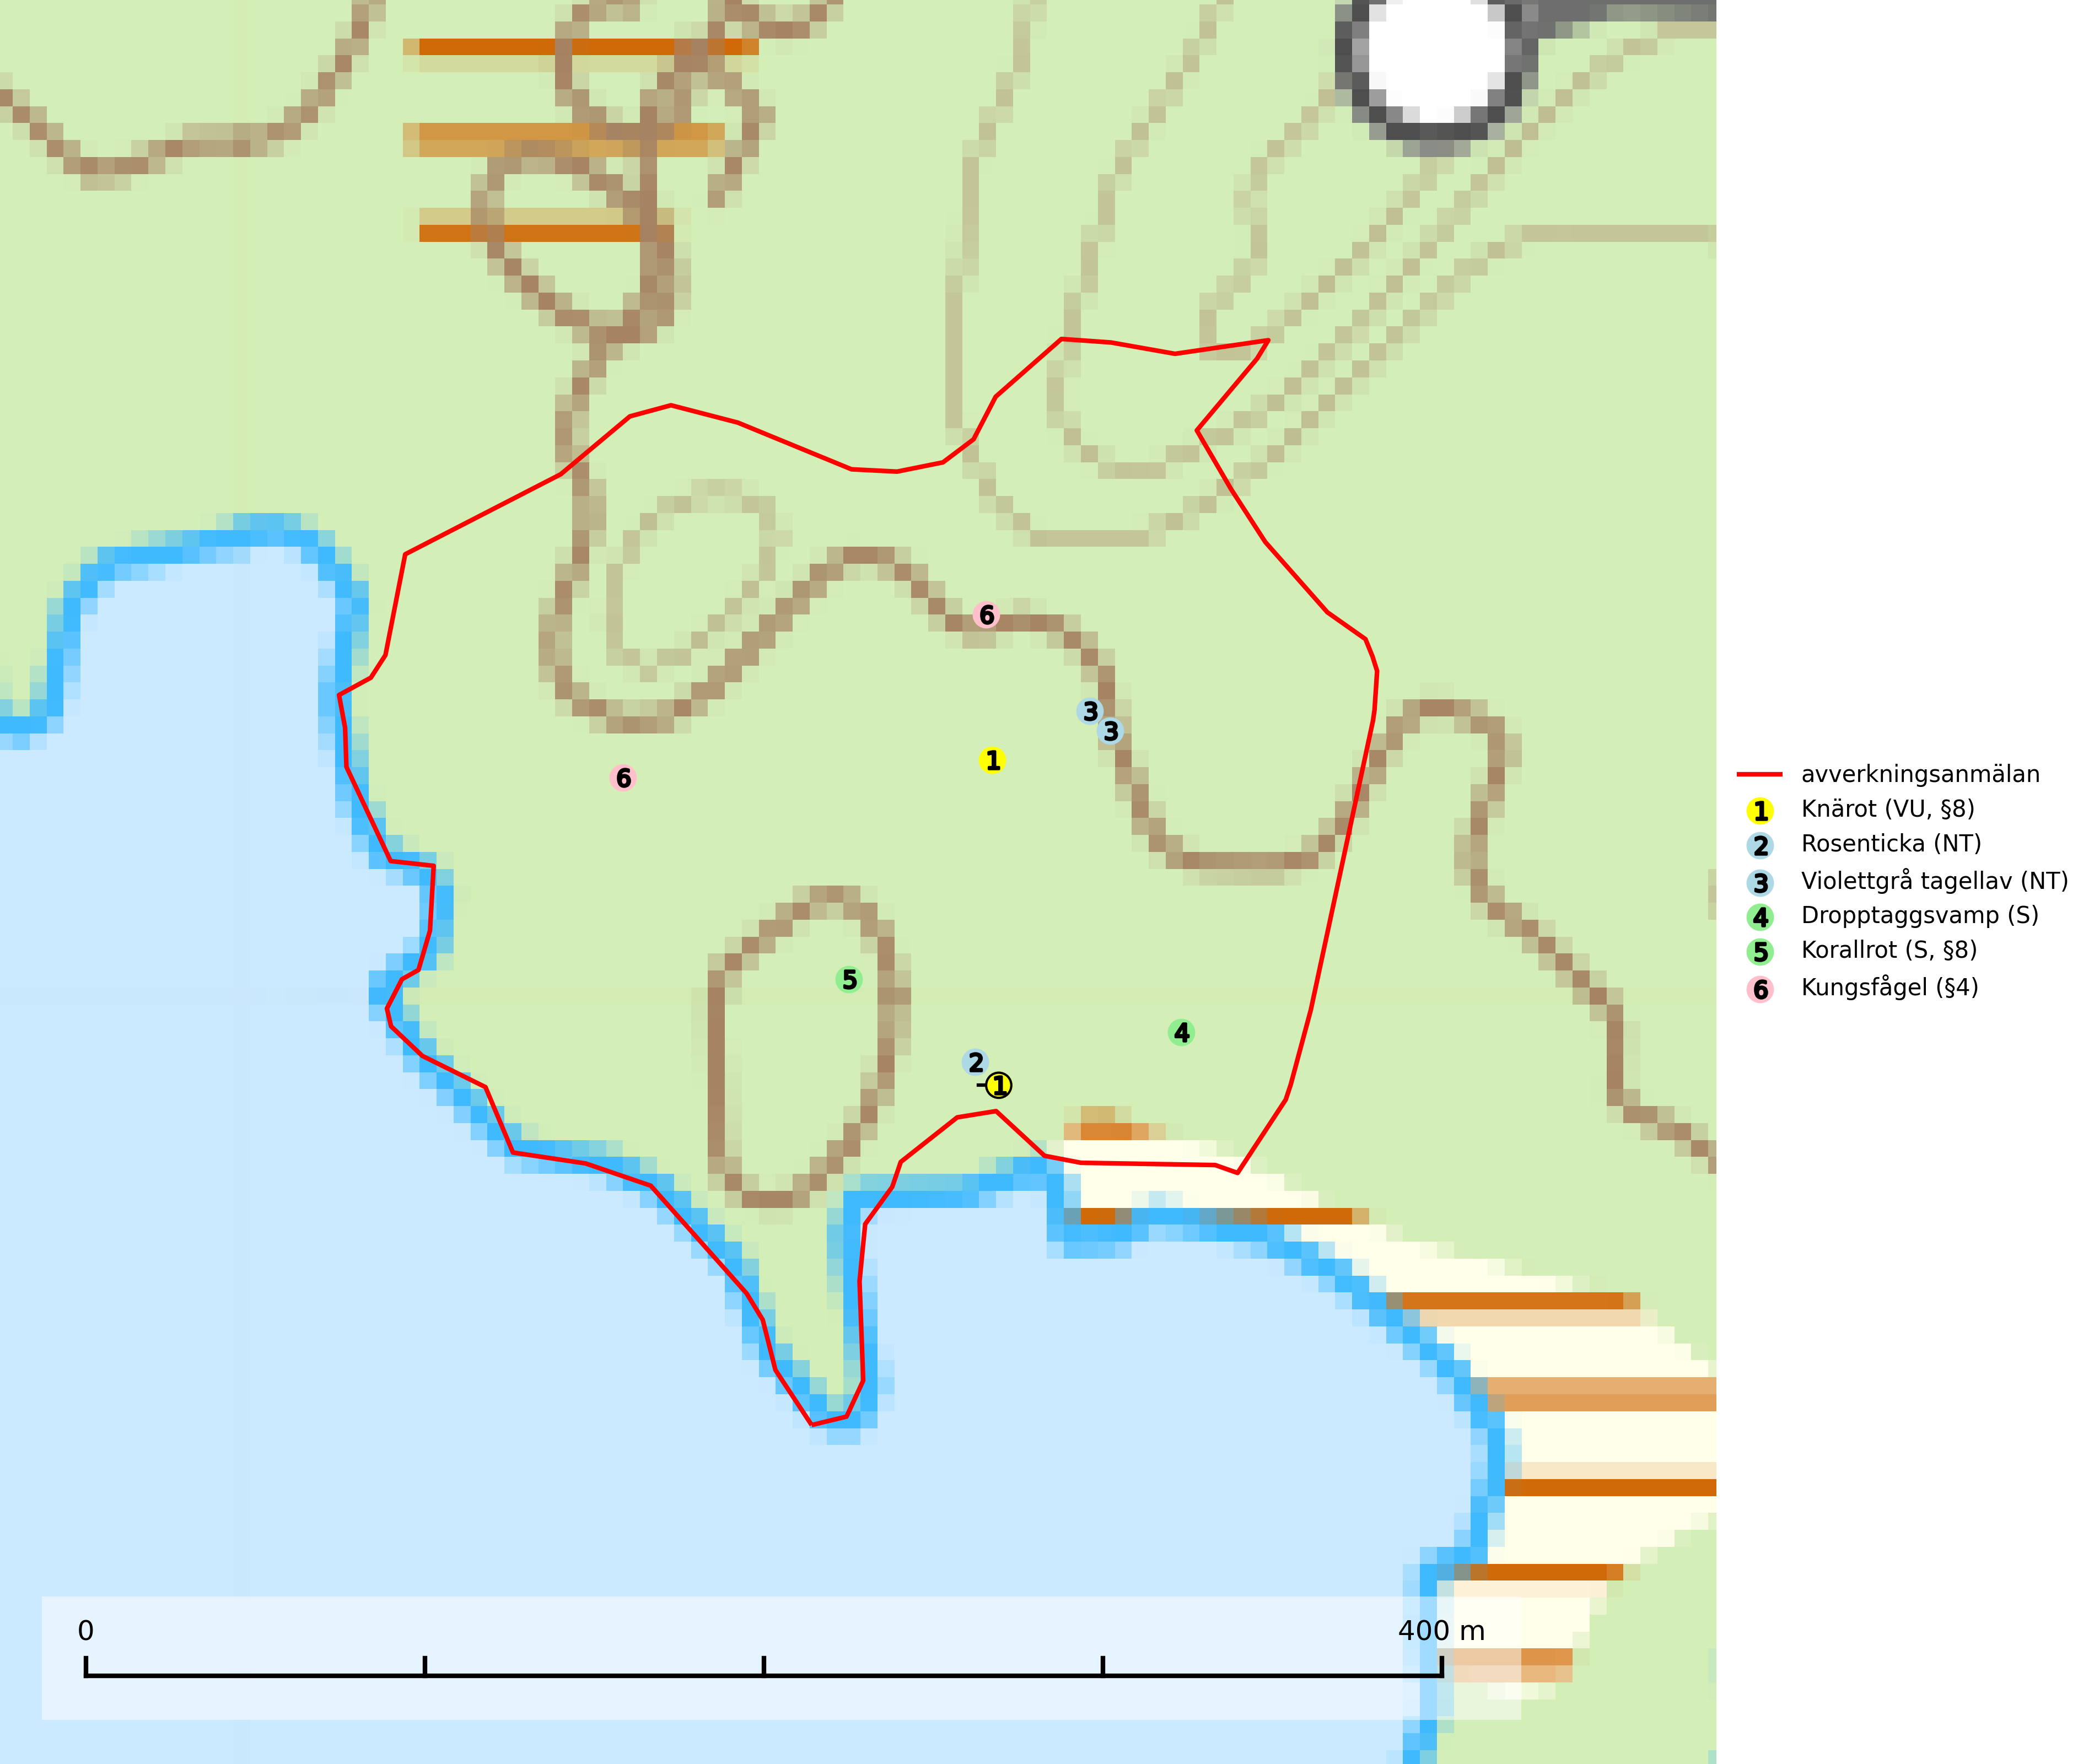 6
3
3
1
6
5
4
2
1
avverkningsanmälan
1 Knärot (VU, §8)
2 Rosenticka (NT)
3 Violettgrå tagellav (NT)
4 Dropptaggsvamp (S)
5 Korallrot (S, §8)
6 Kungsfågel (§4)
0 400 m